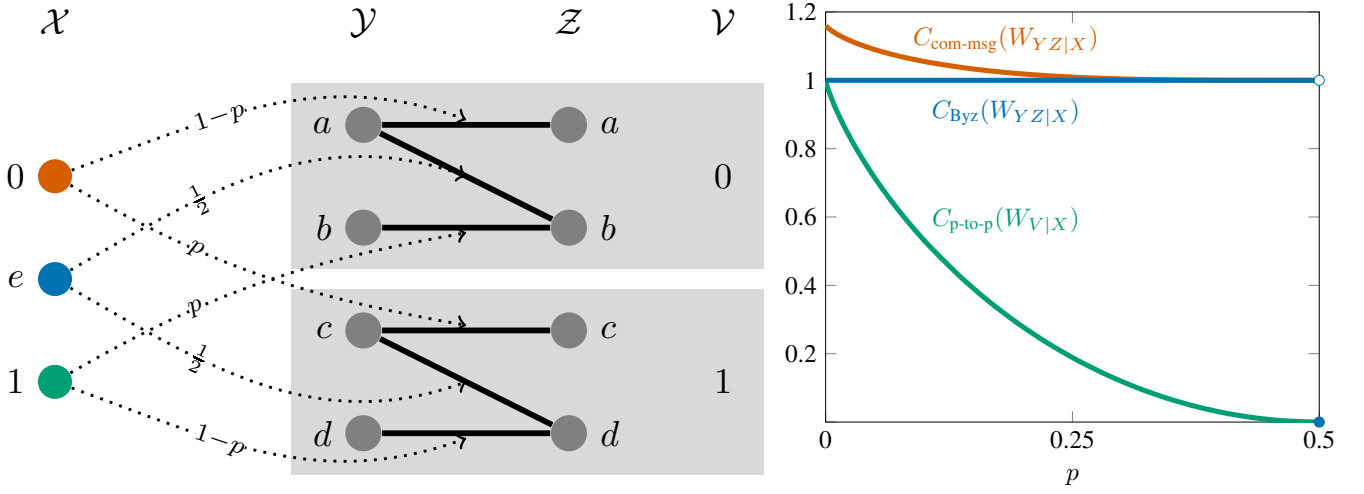 𝒳 𝒴 𝒵 𝒱
0
e
1
1−p
1/2
p
p
1/2
1−p
a a
b b
0
c c
d d
1
1.2
1
0.8
0.6
0.4
0.2
C_com-msg(W_YZ|X)
C_Byz(W_YZ|X)
C_p-to-p(W_V|X)
0 0.25 0.5
p